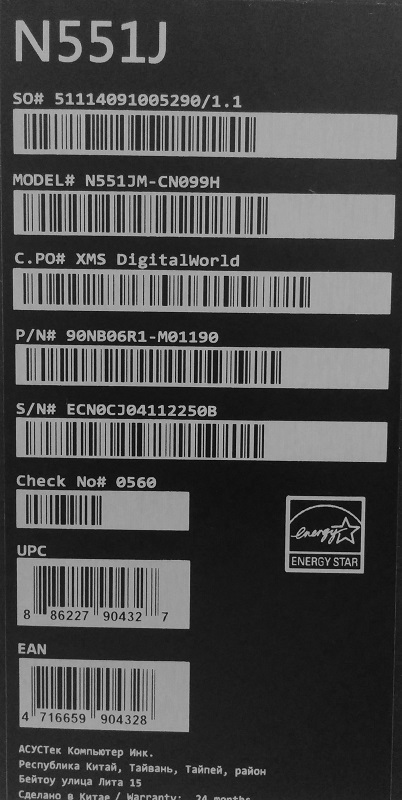 N551J
SO# 51114091005290/1.1
MODEL# N551JM-CN099H
C.PO# XMS DigitalWorld
P/N# 90NB06R1-M01190
S/N# ECN0CJ04112250B
Check No# 0560
energy
ENERGY STAR
UPC
8 86227 90432 7
EAN
4 716659 904328
АСУСТек Компьютер Инк.
Республика Китай, Тайвань, Тайпей, район
Бейтоу улица Лита 15
Сделано в Китае / Warranty: 24 months